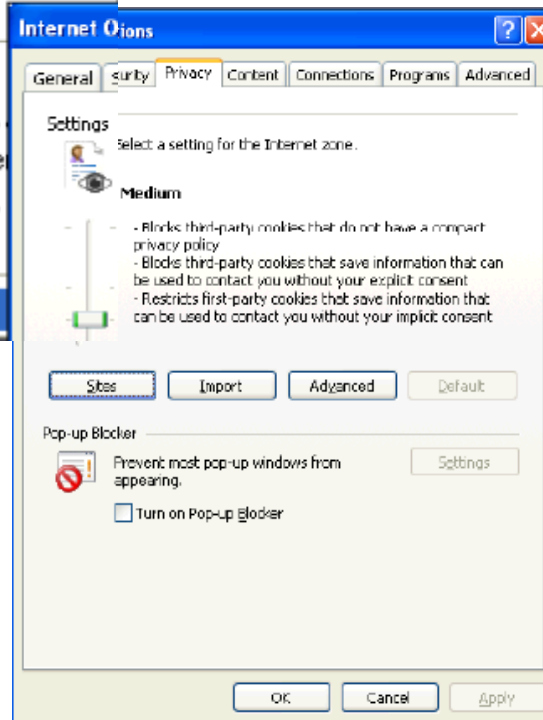 Internet Oions
General surity Privacy Content Connections Programs Advanced
Settings
Select a setting for the Internet zone.
Medium
- Blocks third-party cookies that do not have a compact
privacy policy
- Blocks third-party cookies that save information that can
be used to contact you without your explicit consent
- Restricts first-party cookies that save information that
can be used to contact you without your implicit consent
Sites Import Advanced Default
Pop-up Blocker
Prevent most pop-up windows from Settings
appearing.
Turn on Pop-up Blocker
OK Cancel Apply